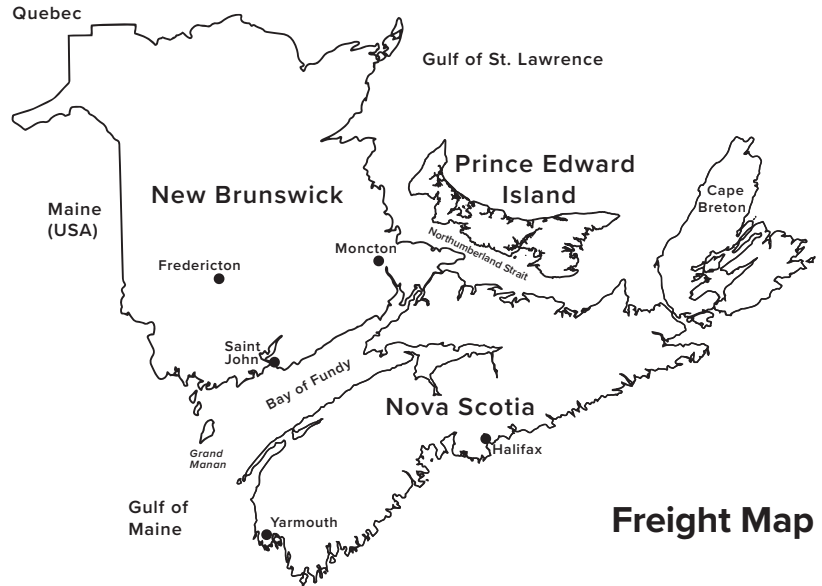 Quebec
Gulf of St. Lawrence
Prince Edward
Island
New Brunswick
Cape
Breton
Maine
(USA)
Northumberland Strait
Moncton
Fredericton
Saint
John
Bay of Fundy
Nova Scotia
Halifax
Grand
Manan
Gulf of
Maine
Yarmouth
Freight Map